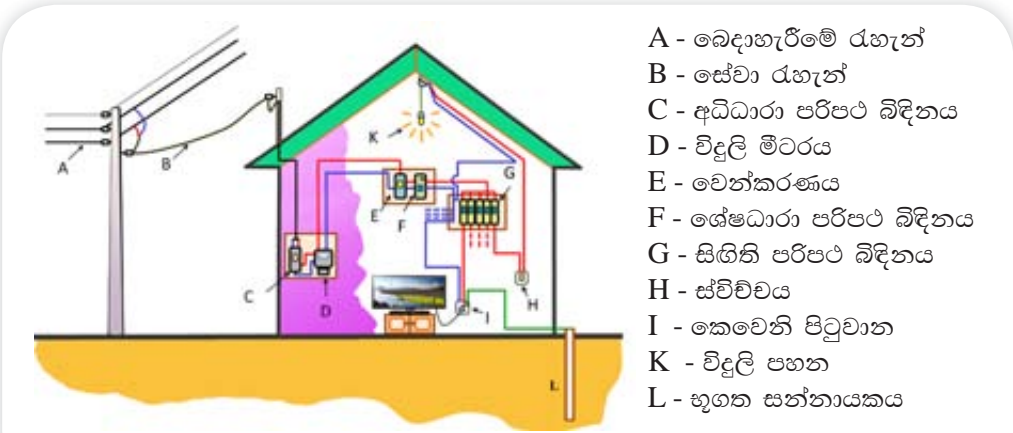 A - බෙදාහැරීමේ රැහැන්
B - සේවා රැහැන්
C - අධිධාරා පරිපථ බිඳිනය
D - විදුලි මීටරය
E - වෙන්කරණය
F - ශේෂධාරා පරිපථ බිඳිනය
G - සිඟිති පරිපථ බිඳිනය
H - ස්විච්චය
I - කෙවෙනි පිටුවාන
K - විදුලි පහන
L - භූගත සන්නායකය
A
B
K
G
E
F
C
D
H
I
L